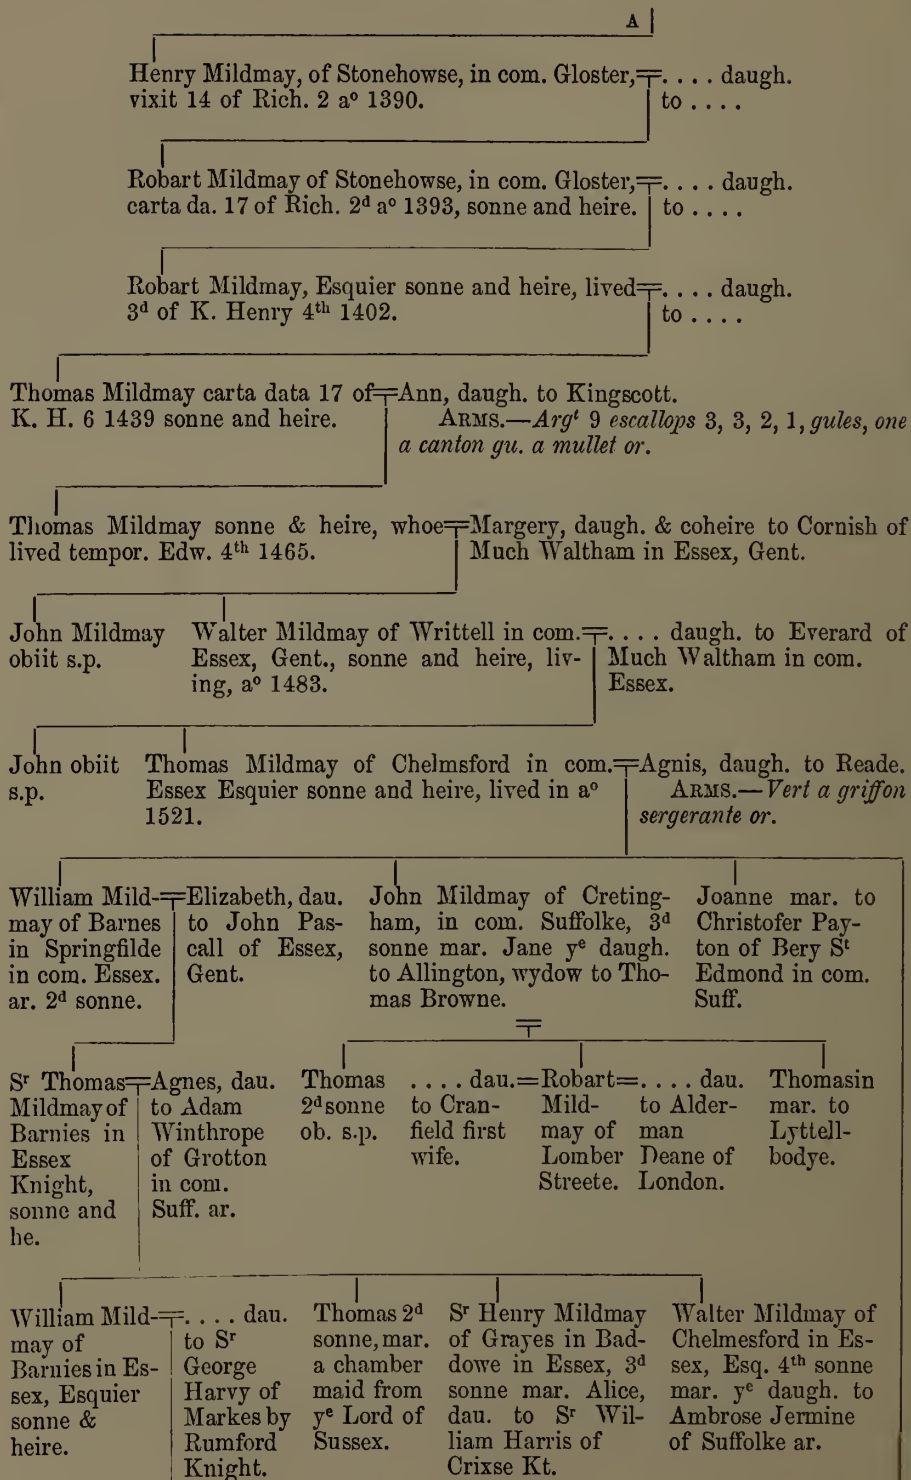 A
Henry Mildmay, of Stonehowse, in com. Gloster,=. . . . daugh.
vixit 14 of Rich. 2 aº 1390. to . . . .
Robart Mildmay of Stonehowse, in com. Gloster,=. . . . daugh.
carta da. 17 of Rich. 2ᵈ aº 1393, sonne and heire. to . . . .
Robart Mildmay, Esquier sonne and heire, lived=. . . . daugh.
3ᵈ of K. Henry 4ᵗʰ 1402. to . . . .
Thomas Mildmay carta data 17 of=Ann, daugh. to Kingscott.
K. H. 6 1439 sonne and heire. ARMS.—Argᵗ 9 escallops 3, 3, 2, 1, gules, one
a canton gu. a mullet or.
Thomas Mildmay sonne & heire, whoe=Margery, daugh. & coheire to Cornish of
lived tempor. Edw. 4ᵗʰ 1465. Much Waltham in Essex, Gent.
John Mildmay
obiit s.p.
Walter Mildmay of Writtell in com.=
Essex, Gent., sonne and heire, liv-
ing, aº 1483.
. . . . daugh. to Everard of
Much Waltham in com.
Essex.
John obiit
s.p.
Thomas Mildmay of Chelmsford in com.=
Essex Esquier sonne and heire, lived in aº
1521.
Agnis, daugh. to Reade.
ARMS.—Vert a griffon
sergerante or.
William Mild-=
may of Barnes
in Springfilde
in com. Essex.
ar. 2ᵈ sonne.
Elizabeth, dau.
to John Pas-
call of Essex,
Gent.
John Mildmay of Creting-
ham, in com. Suffolke, 3ᵈ
sonne mar. Jane yᵉ daugh.
to Allington, wydow to Tho-
mas Browne.
Joanne mar. to
Christofer Pay-
ton of Bery Sᵗ
Edmond in com.
Suff.
Sʳ Thomas=
Mildmay of
Barnies in
Essex
Knight,
sonne and
he.
Agnes, dau.
to Adam
Winthrope
of Grotton
in com.
Suff. ar.
Thomas
2ᵈ sonne
ob. s.p.
. . . . dau.=
to Cran-
field first
wife.
Robart=
Mild-
may of
Lomber
Streete.
. . . . dau.
to Alder-
man
Deane of
London.
Thomasin
mar. to
Lyttell-
bodye.
William Mild-=
may of
Barnies in Es-
sex, Esquier
sonne &
heire.
. . . . dau.
to Sʳ
George
Harvy of
Markes by
Rumford
Knight.
Thomas 2ᵈ
sonne, mar.
a chamber
maid from
yᵉ Lord of
Sussex.
Sʳ Henry Mildmay
of Grayes in Bad-
dowe in Essex, 3ᵈ
sonne mar. Alice,
dau. to Sʳ Wil-
liam Harris of
Crixse Kt.
Walter Mildmay of
Chelmesford in Es-
sex, Esq. 4ᵗʰ sonne
mar. yᵉ daugh. to
Ambrose Jermine
of Suffolke ar.